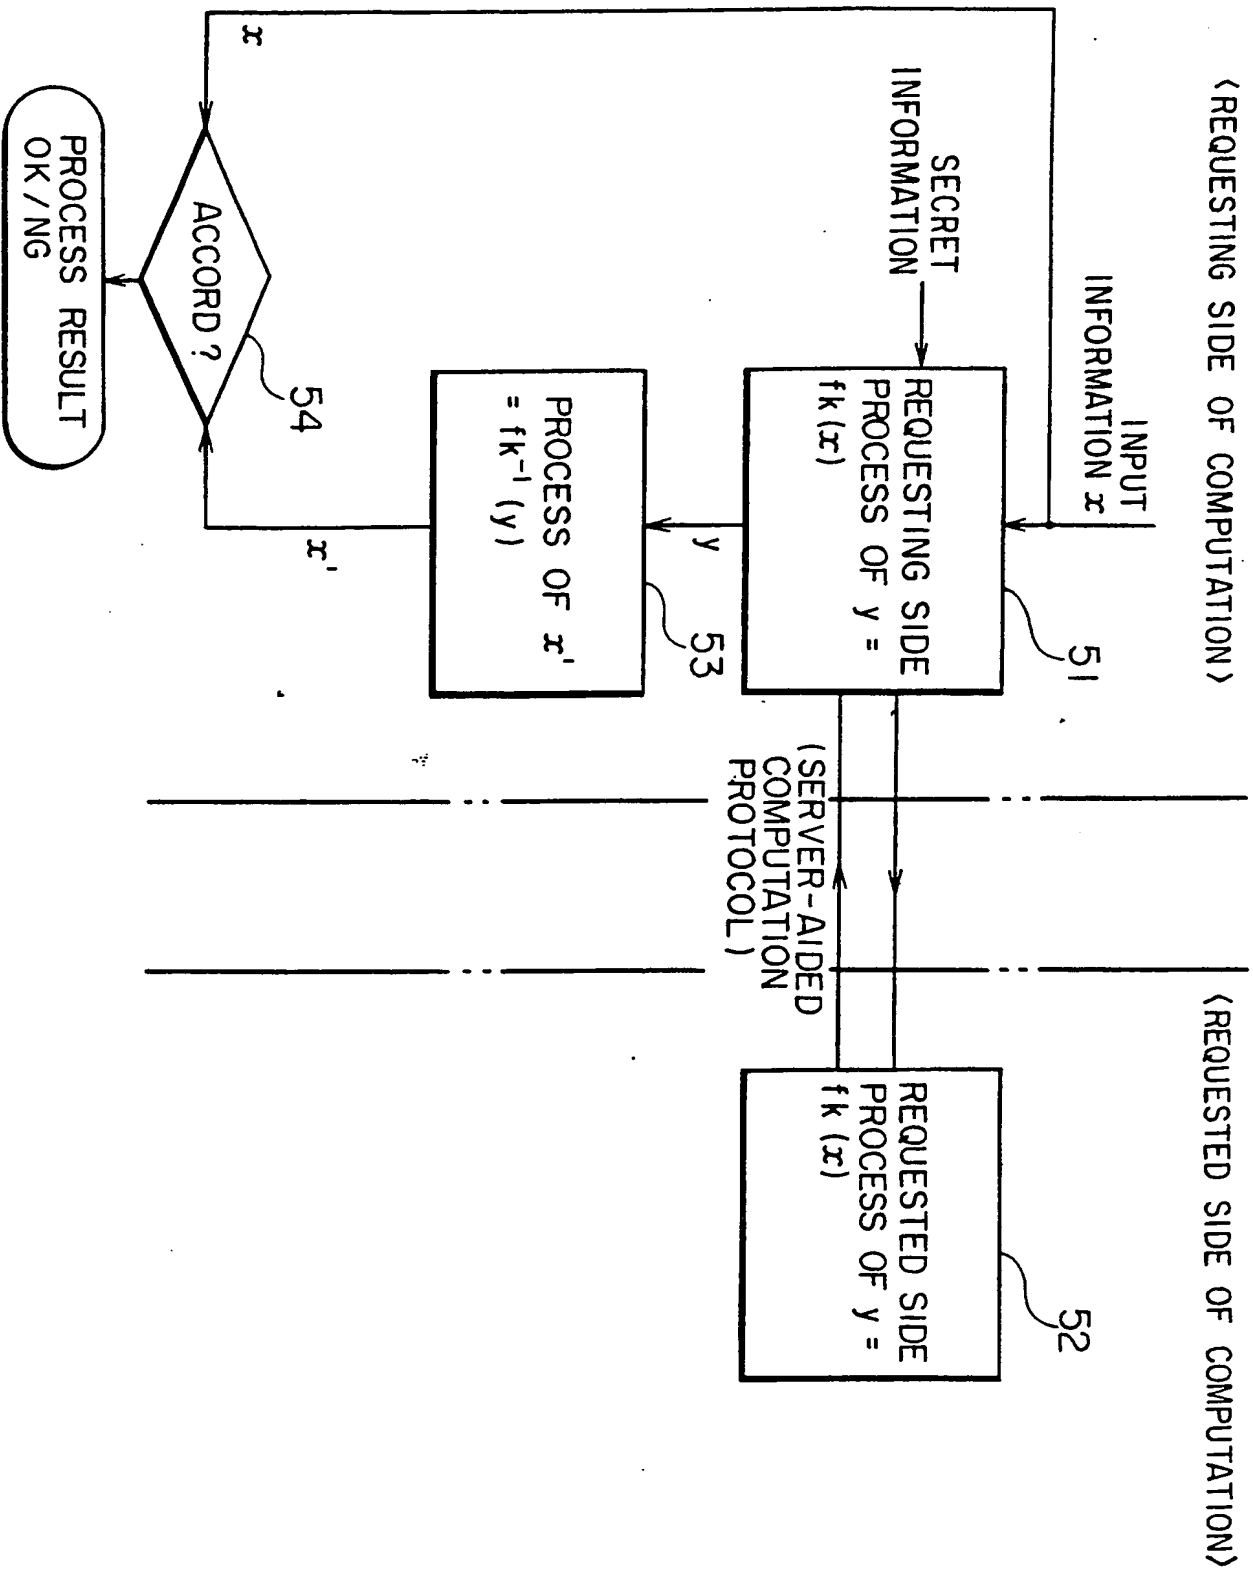 〈REQUESTING SIDE OF COMPUTATION〉
〈REQUESTED SIDE OF COMPUTATION〉
INPUT
INFORMATION x
SECRET
INFORMATION
51
REQUESTING SIDE
PROCESS OF y =
fk (x)
52
REQUESTED SIDE
PROCESS OF y =
fk (x)
(SERVER-AIDED
COMPUTATION
PROTOCOL)
y
53
PROCESS OF x'
= fk⁻¹ (y)
x
x'
54
ACCORD ?
PROCESS RESULT
OK / NG